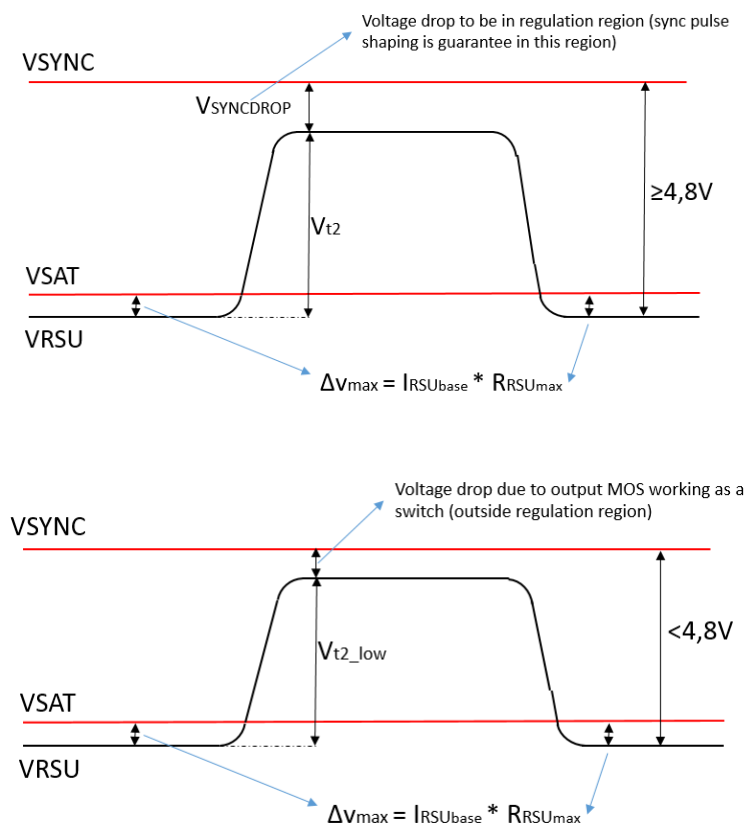 Voltage drop to be in regulation region (sync pulse
shaping is guarantee in this region)
VSYNC
VSYNCDROP
≥4,8V
Vt2
VSAT
VRSU
Δvmax = IRSUbase * RRSUmax
Voltage drop due to output MOS working as a
switch (outside regulation region)
VSYNC
<4,8V
Vt2_low
VSAT
VRSU
Δvmax = IRSUbase * RRSUmax